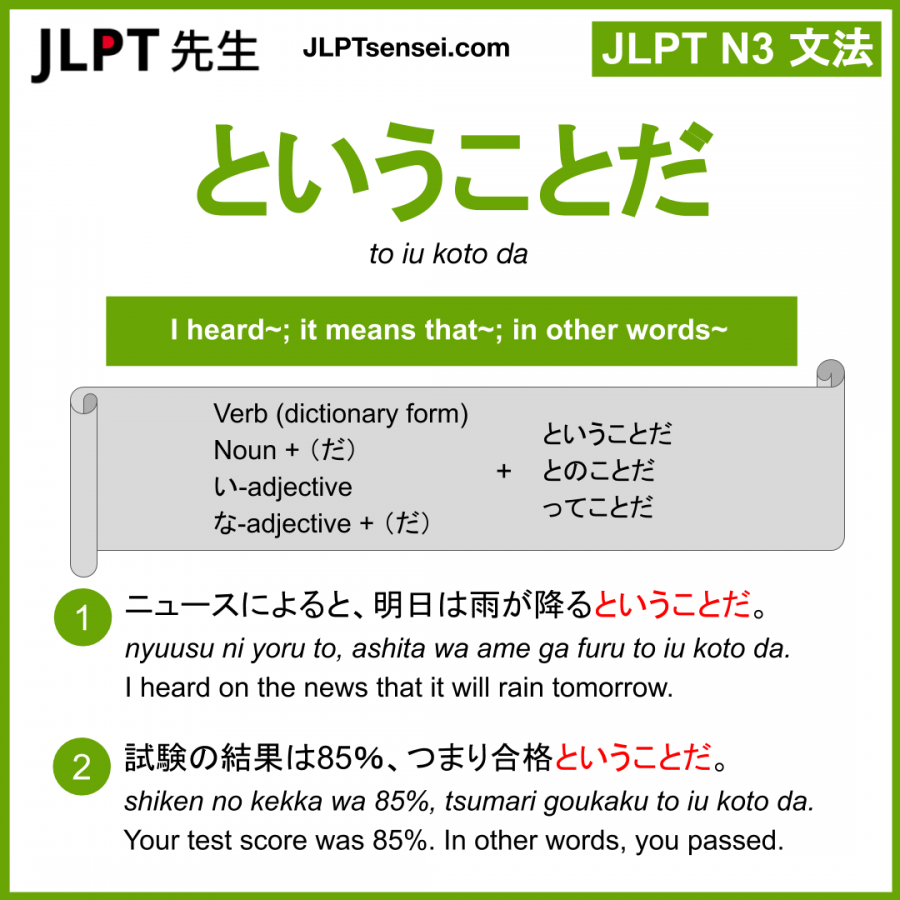 JLPT 先生
JLPTsensei.com
JLPT N3 文法
ということだ
to iu koto da
I heard~; it means that~; in other words~
Verb (dictionary form)
Noun + （だ）
い-adjective
な-adjective + （だ）
+
ということだ
とのことだ
ってことだ
1
ニュースによると、明日は雨が降るということだ。
nyuusu ni yoru to, ashita wa ame ga furu to iu koto da.
I heard on the news that it will rain tomorrow.
2
試験の結果は85%、つまり合格ということだ。
shiken no kekka wa 85%, tsumari goukaku to iu koto da.
Your test score was 85%. In other words, you passed.